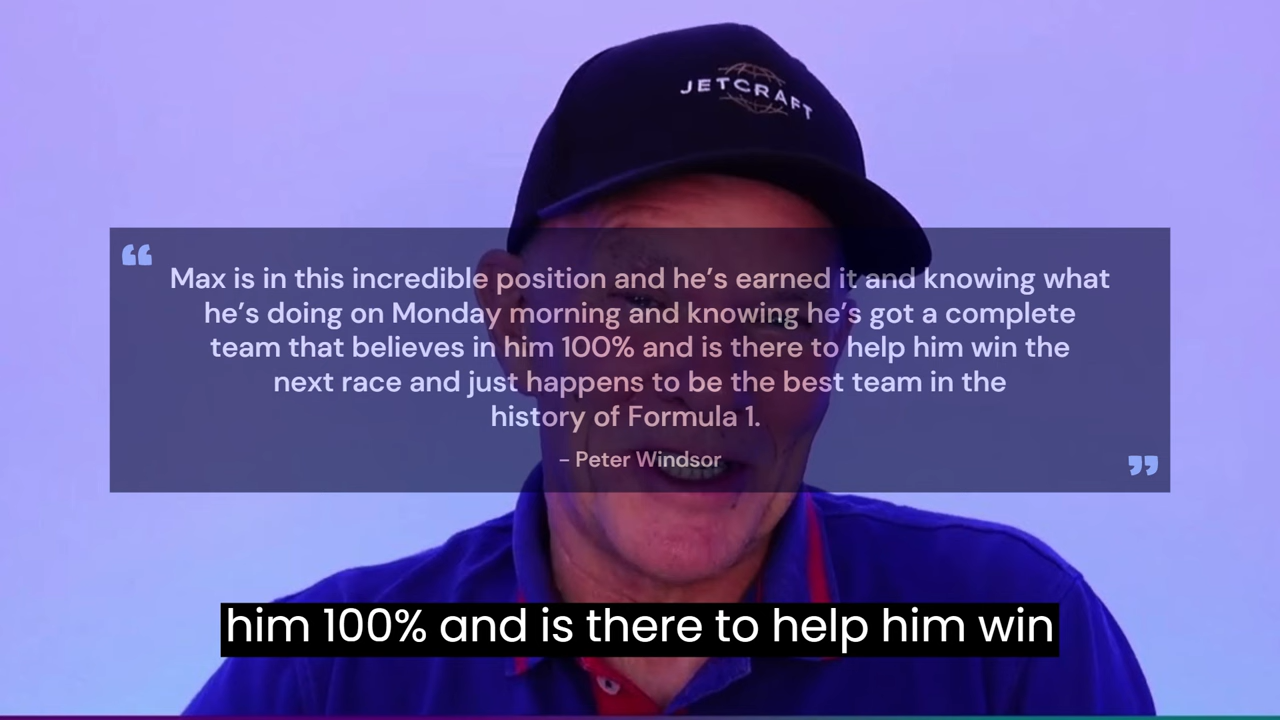 JETCRAFT
“
Max is in this incredible position and he’s earned it and knowing what
he’s doing on Monday morning and knowing he’s got a complete
team that believes in him 100% and is there to help him win the
next race and just happens to be the best team in the
history of Formula 1.
– Peter Windsor
”
him 100% and is there to help him win